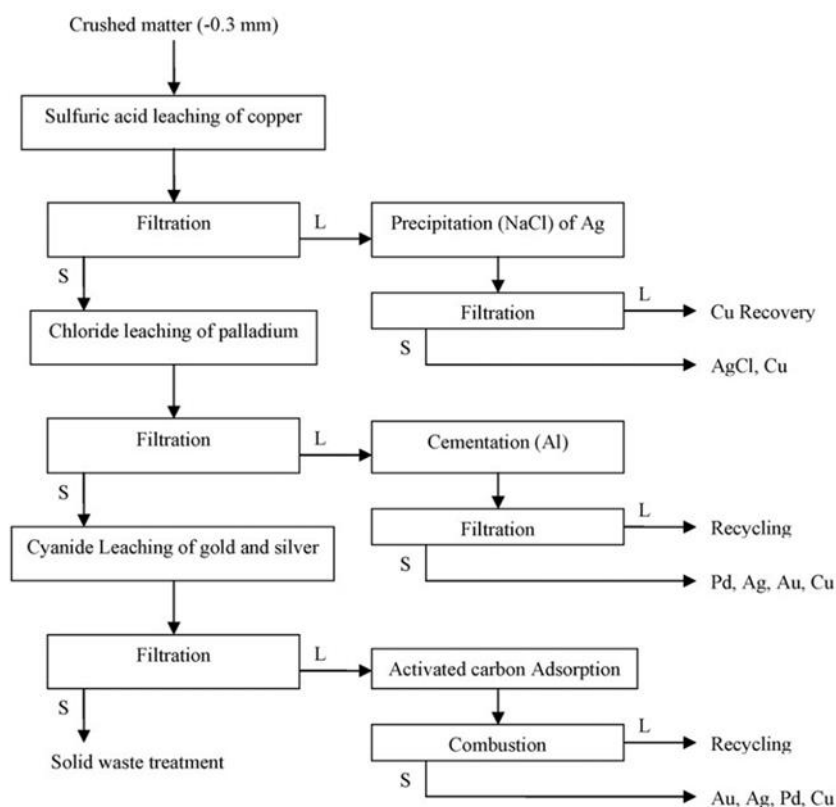 Crushed matter (-0.3 mm)
Sulfuric acid leaching of copper
Filtration
L
Precipitation (NaCl) of Ag
S
Filtration
L
Cu Recovery
S
AgCl, Cu
Chloride leaching of palladium
Filtration
L
Cementation (Al)
S
Filtration
L
Recycling
S
Pd, Ag, Au, Cu
Cyanide Leaching of gold and silver
Filtration
L
Activated carbon Adsorption
S
Combustion
L
Recycling
S
Au, Ag, Pd, Cu
Solid waste treatment